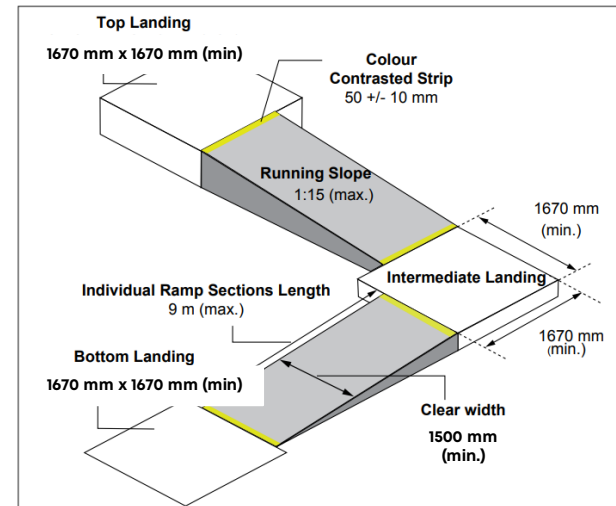 Top Landing
1670 mm x 1670 mm (min)
Colour
Contrasted Strip
50 +/- 10 mm
Running Slope
1:15 (max.)
1670 mm
(min.)
Intermediate Landing
Individual Ramp Sections Length
9 m (max.)
1670 mm
(min.)
Bottom Landing
1670 mm x 1670 mm (min)
Clear width
1500 mm
(min.)